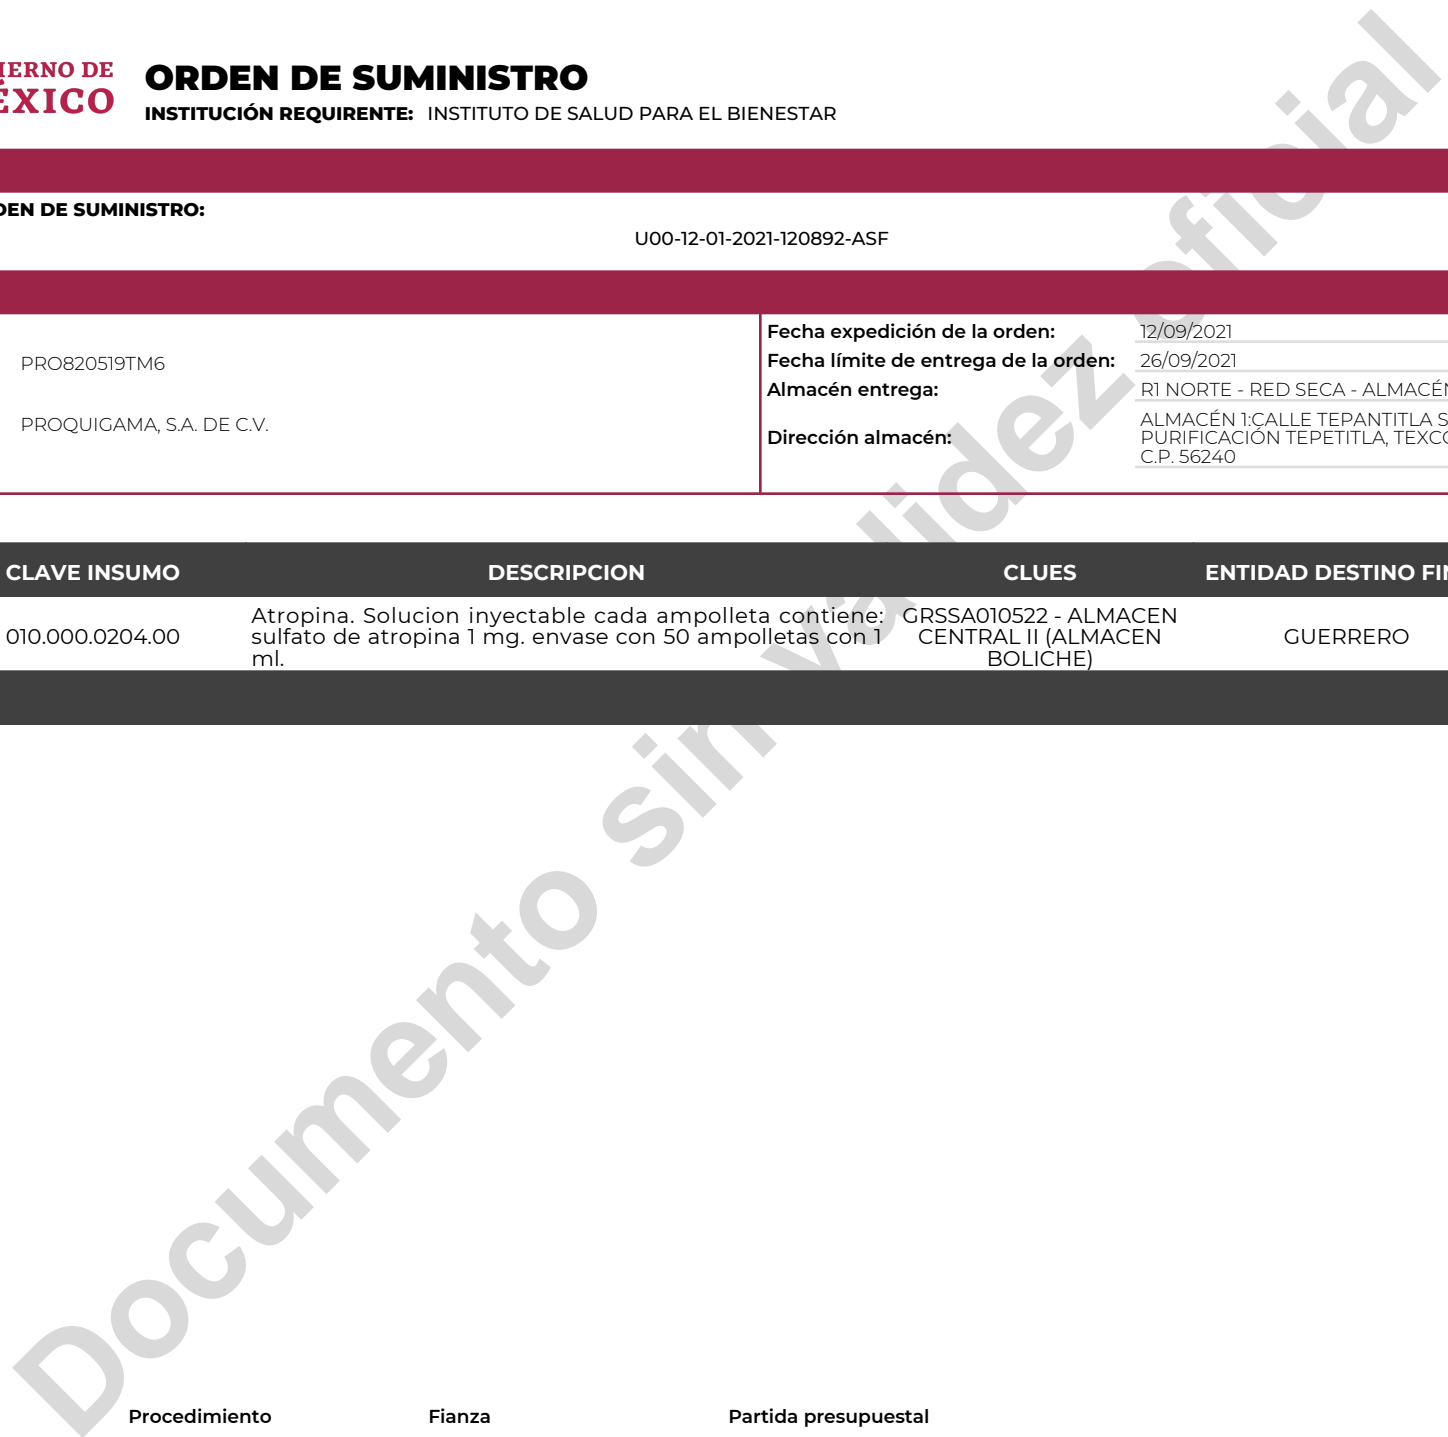 IERNO DE
ÉXICO
ORDEN DE SUMINISTRO
INSTITUCIÓN REQUIRENTE: INSTITUTO DE SALUD PARA EL BIENESTAR
DEN DE SUMINISTRO:
U00-12-01-2021-120892-ASF
PRO820519TM6
PROQUIGAMA, S.A. DE C.V.
Fecha expedición de la orden: 12/09/2021
Fecha límite de entrega de la orden: 26/09/2021
Almacén entrega: R1 NORTE - RED SECA - ALMACÉN
Dirección almacén: ALMACÉN 1:CALLE TEPANTITLA S
PURIFICACIÓN TEPETITLA, TEXCO
C.P. 56240
CLAVE INSUMO DESCRIPCION CLUES ENTIDAD DESTINO FIN
010.000.0204.00
Atropina. Solucion inyectable cada ampolleta contiene:
sulfato de atropina 1 mg. envase con 50 ampolletas con 1
ml.
GRSSA010522 - ALMACEN
CENTRAL II (ALMACEN
BOLICHE)
GUERRERO
Documento sin validez oficial
Procedimiento Fianza Partida presupuestal